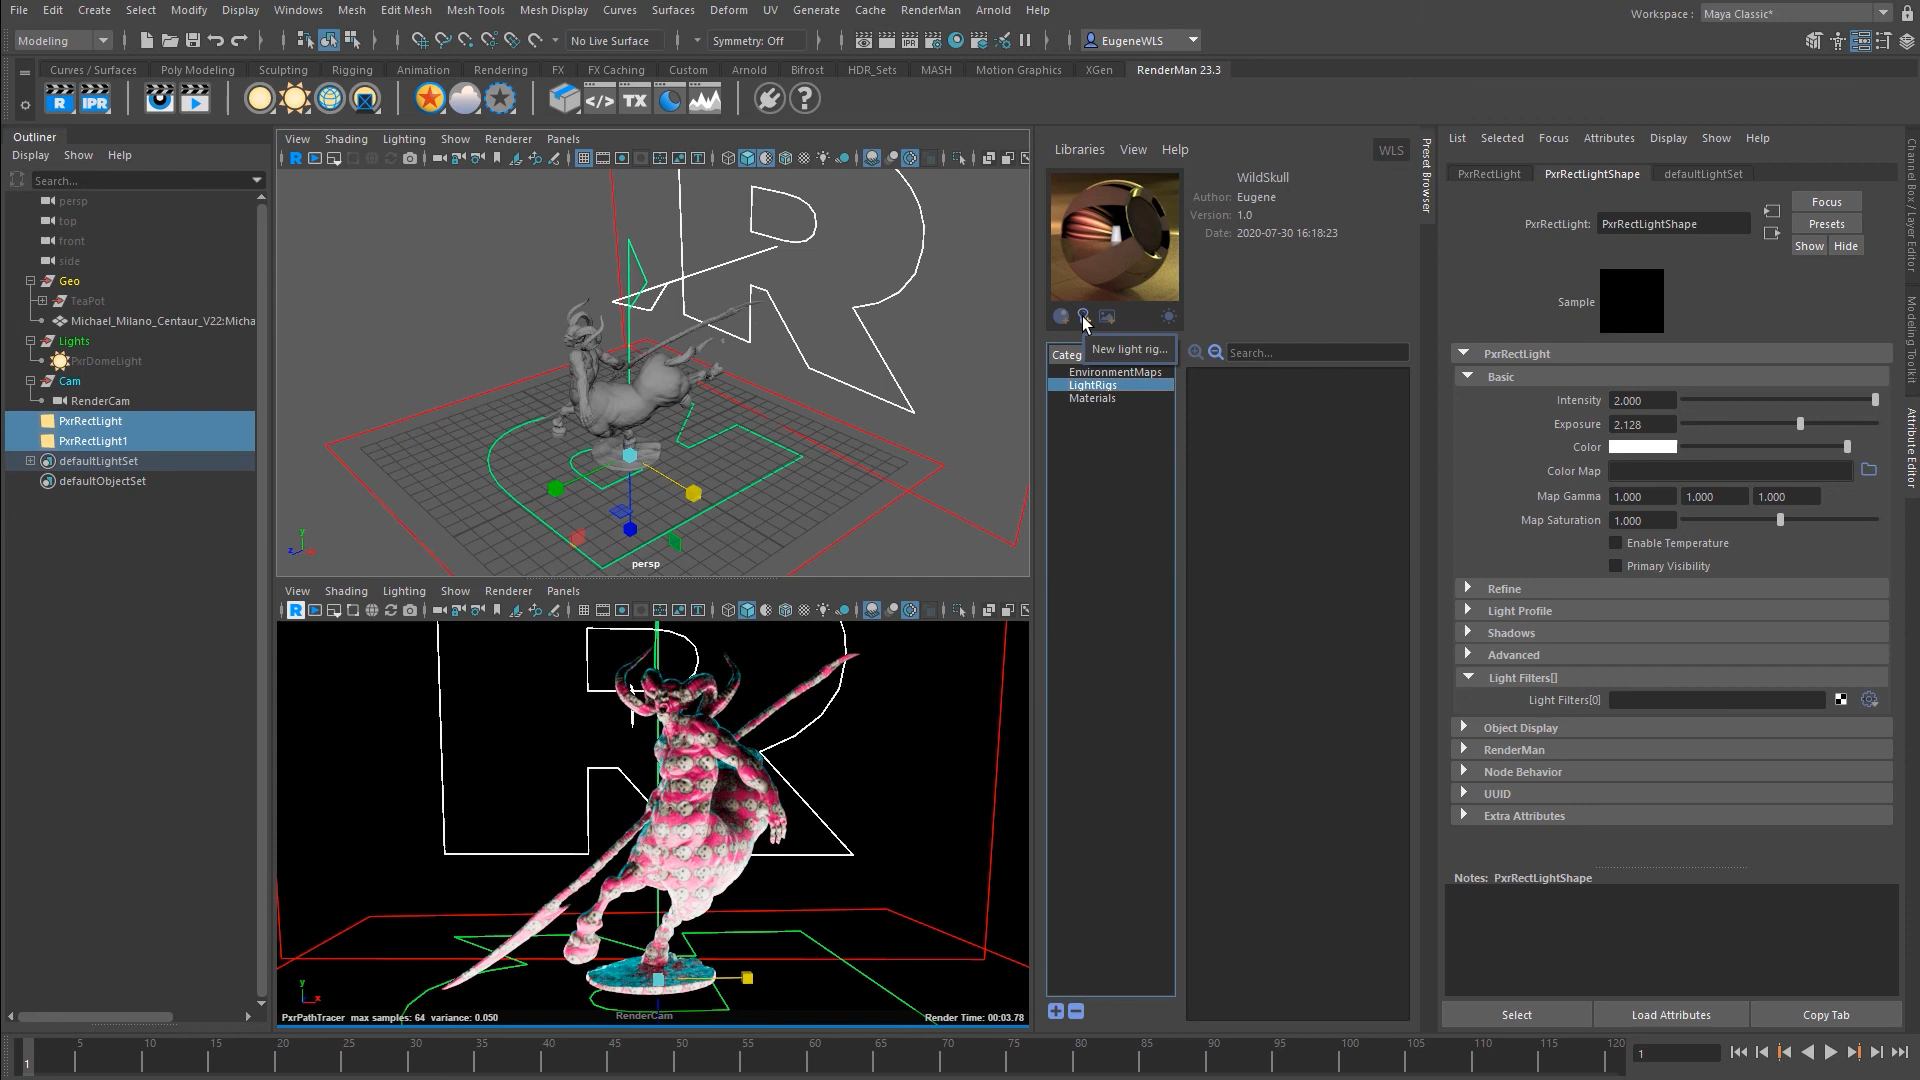 File Edit Create Select Modify Display Windows Mesh Edit Mesh Mesh Tools Mesh Display Curves Surfaces Deform UV Generate Cache RenderMan Arnold Help
Workspace : Maya Classic*
Modeling No Live Surface Symmetry: Off EugeneWLS
Curves / Surfaces Poly Modeling Sculpting Rigging Animation Rendering FX FX Caching Custom Arnold Bifrost HDR_Sets MASH Motion Graphics XGen RenderMan 23.3
R IPR </> TX ?
Outliner
Display Show Help
Search...
persp
top
front
side
Geo
TeaPot
Michael_Milano_Centaur_V22:Micha
Lights
PxrDomeLight
Cam
RenderCam
PxrRectLight
PxrRectLight1
defaultLightSet
defaultObjectSet
View Shading Lighting Show Renderer Panels
persp
View Shading Lighting Show Renderer Panels
PxrPathTracer max samples: 64 variance: 0.050
RenderCam
Render Time: 00:03.78
Libraries View Help
WLS
WildSkull
Author: Eugene
Version: 1.0
Date: 2020-07-30 16:18:23
New light rig...
Categ
Search...
EnvironmentMaps
LightRigs
Materials
Preset Browser
List Selected Focus Attributes Display Show Help
PxrRectLight PxrRectLightShape defaultLightSet
PxrRectLight: PxrRectLightShape
Focus
Presets
Show Hide
Sample
PxrRectLight
Basic
Intensity 2.000
Exposure 2.128
Color
Color Map
Map Gamma 1.000 1.000 1.000
Map Saturation 1.000
Enable Temperature
Primary Visibility
Refine
Light Profile
Shadows
Advanced
Light Filters[]
Light Filters[0]
Object Display
RenderMan
Node Behavior
UUID
Extra Attributes
Notes: PxrRectLightShape
Select Load Attributes Copy Tab
Channel Box / Layer Editor
Modeling Toolkit
Attribute Editor
5 10 15 20 25 30 35 40 45 50 55 60 65 70 75 80 85 90 95 100 105 110 115 120
1
1